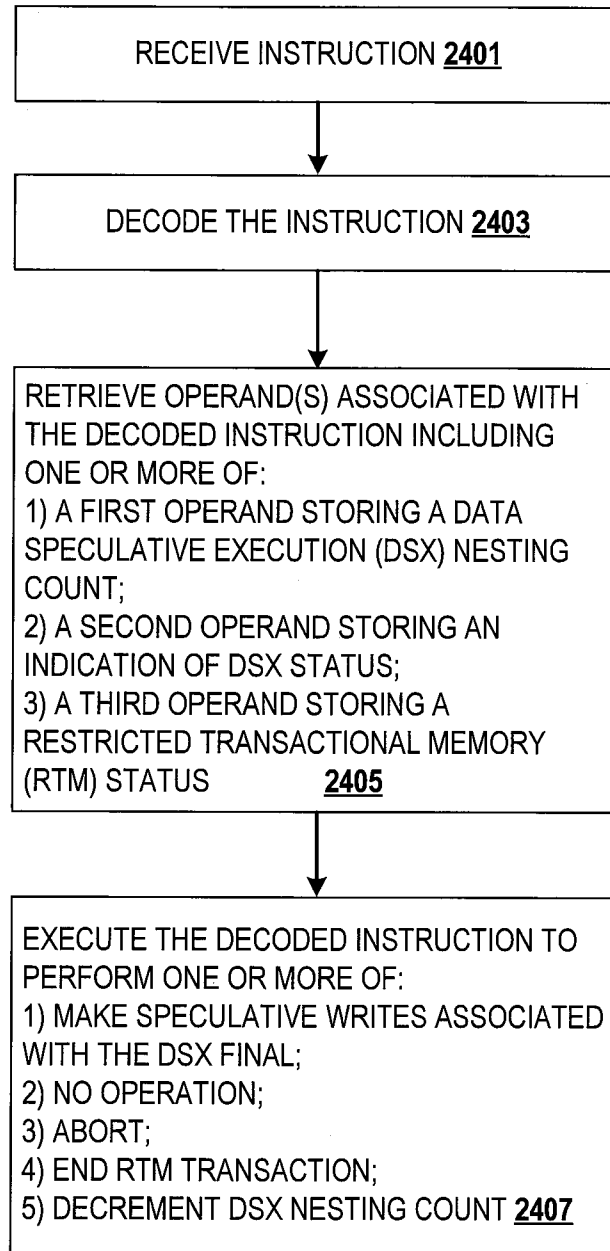 RECEIVE INSTRUCTION 2401
DECODE THE INSTRUCTION 2403
RETRIEVE OPERAND(S) ASSOCIATED WITH
THE DECODED INSTRUCTION INCLUDING
ONE OR MORE OF:
1) A FIRST OPERAND STORING A DATA
SPECULATIVE EXECUTION (DSX) NESTING
COUNT;
2) A SECOND OPERAND STORING AN
INDICATION OF DSX STATUS;
3) A THIRD OPERAND STORING A
RESTRICTED TRANSACTIONAL MEMORY
(RTM) STATUS 2405
EXECUTE THE DECODED INSTRUCTION TO
PERFORM ONE OR MORE OF:
1) MAKE SPECULATIVE WRITES ASSOCIATED
WITH THE DSX FINAL;
2) NO OPERATION;
3) ABORT;
4) END RTM TRANSACTION;
5) DECREMENT DSX NESTING COUNT 2407